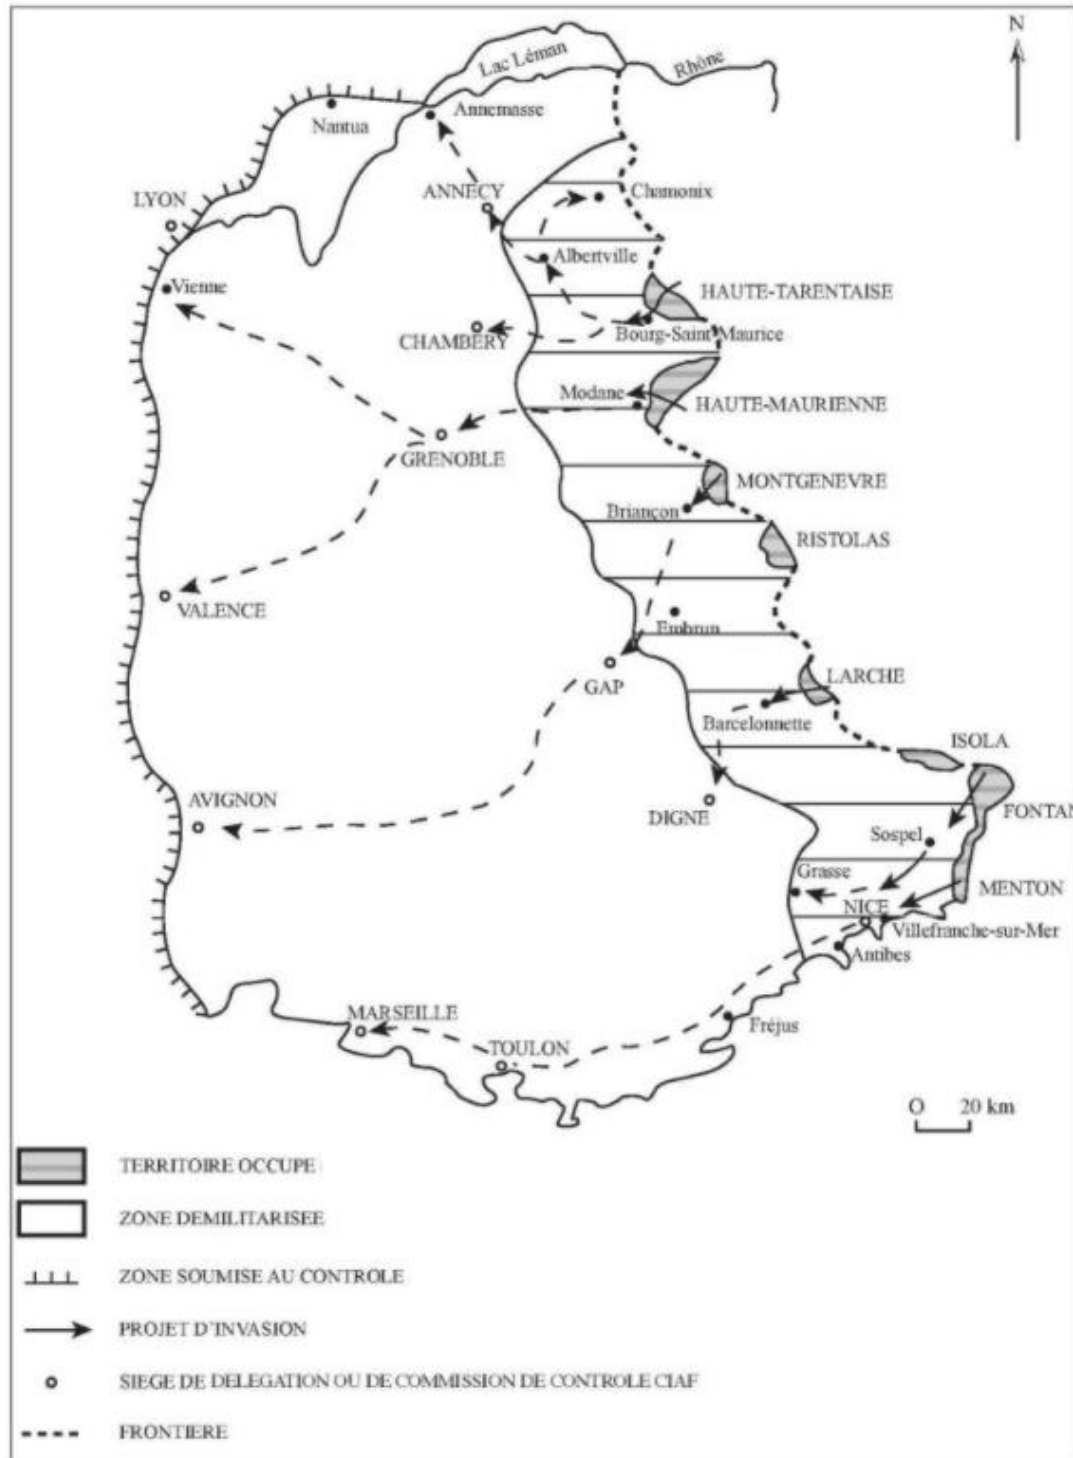 N
Lac Léman
Rhône
Nantua
Annemasse
LYON
ANNECY
Chamonix
Albertville
Vienne
HAUTE-TARENTAISE
CHAMBERY
Bourg-Saint-Maurice
Modane
HAUTE-MAURIENNE
GRENOBLE
MONTGENEVRE
Briançon
RISTOLAS
VALENCE
Embrun
GAP
LARCHE
Barcelonnette
ISOLA
AVIGNON
DIGNE
FONTAN
Sospel
Grasse
MENTON
NICE
Villefranche-sur-Mer
Antibes
MARSEILLE
Fréjus
TOULON
O 20 km
TERRITOIRE OCCUPE
ZONE DEMILITARISEE
ZONE SOUMISE AU CONTROLE
PROJET D'INVASION
SIEGE DE DELEGATION OU DE COMMISSION DE CONTROLE CIAF
FRONTIERE